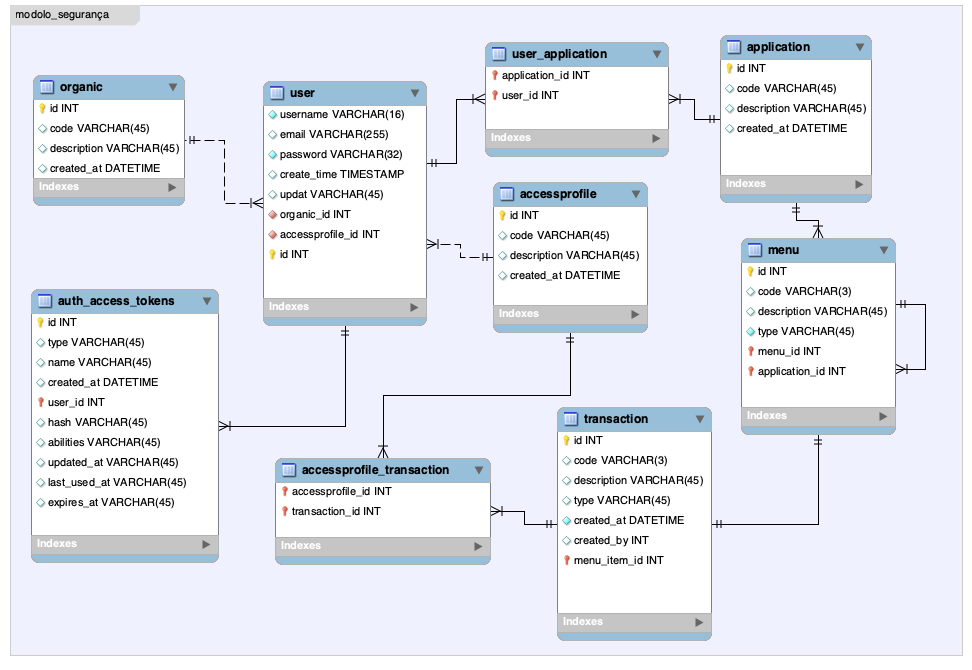 modolo_segurança
organic
id INT
code VARCHAR(45)
description VARCHAR(45)
created_at DATETIME
Indexes
user
username VARCHAR(16)
email VARCHAR(255)
password VARCHAR(32)
create_time TIMESTAMP
updat VARCHAR(45)
organic_id INT
accessprofile_id INT
id INT
Indexes
user_application
application_id INT
user_id INT
Indexes
application
id INT
code VARCHAR(45)
description VARCHAR(45)
created_at DATETIME
Indexes
accessprofile
id INT
code VARCHAR(45)
description VARCHAR(45)
created_at DATETIME
Indexes
menu
id INT
code VARCHAR(3)
description VARCHAR(45)
type VARCHAR(45)
menu_id INT
application_id INT
Indexes
auth_access_tokens
id INT
type VARCHAR(45)
name VARCHAR(45)
created_at DATETIME
user_id INT
hash VARCHAR(45)
abilities VARCHAR(45)
updated_at VARCHAR(45)
last_used_at VARCHAR(45)
expires_at VARCHAR(45)
Indexes
accessprofile_transaction
accessprofile_id INT
transaction_id INT
Indexes
transaction
id INT
code VARCHAR(3)
description VARCHAR(45)
type VARCHAR(45)
created_at DATETIME
created_by INT
menu_item_id INT
Indexes